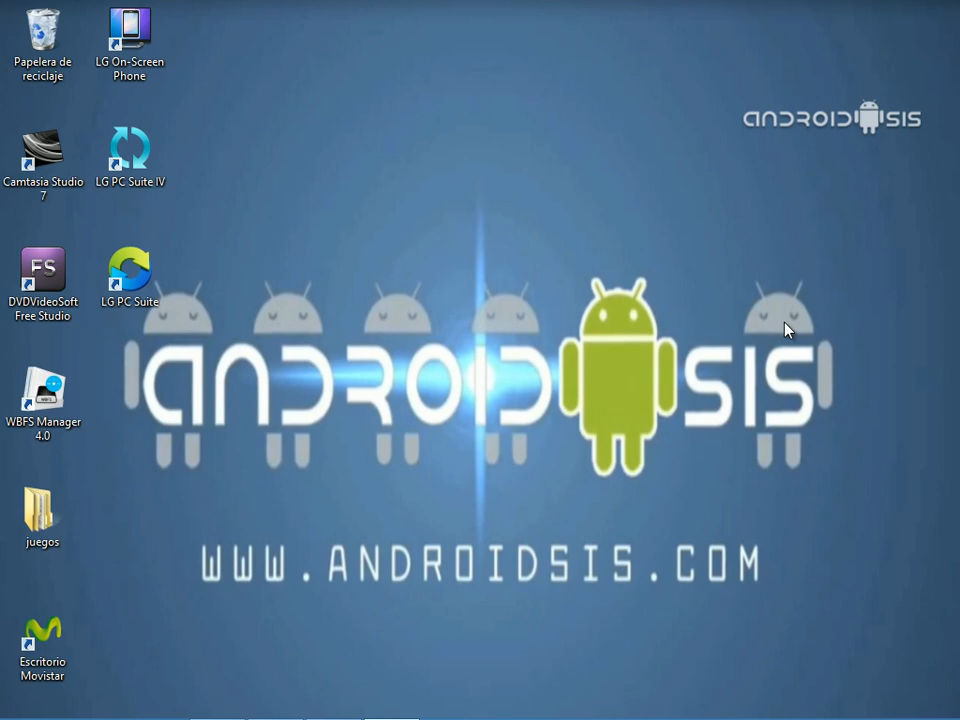 Papelera de
reciclaje
LG On-Screen
Phone
ANDROIDSIS
Camtasia Studio
7
LG PC Suite IV
FS
DVDVideoSoft
Free Studio
LG PC Suite
ANDROIDSIS
WBFS Manager
4.0
juegos
WWW.ANDROIDSIS.COM
Escritorio
Movistar